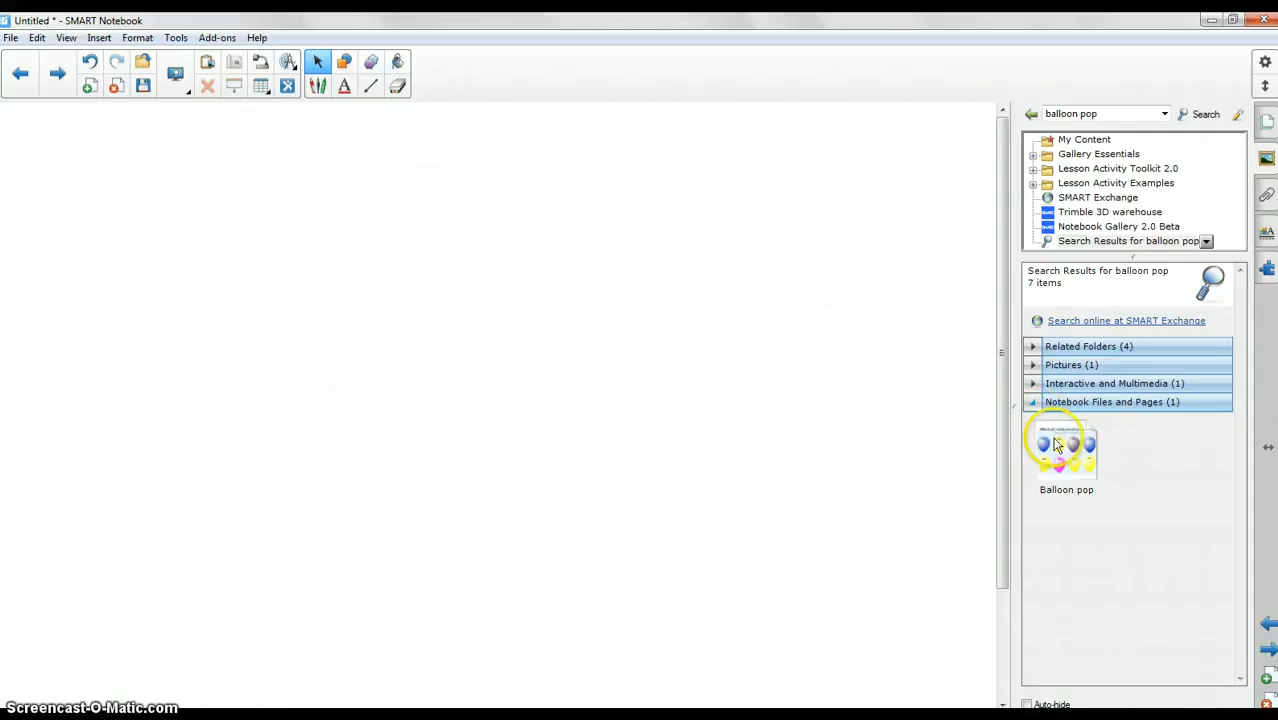 Untitled * - SMART Notebook
File Edit View Insert Format Tools Add-ons Help
balloon pop Search
My Content
Gallery Essentials
Lesson Activity Toolkit 2.0
Lesson Activity Examples
SMART Exchange
Trimble 3D warehouse
Notebook Gallery 2.0 Beta
Search Results for balloon pop
Search Results for balloon pop
7 items
Search online at SMART Exchange
Related Folders (4)
Pictures (1)
Interactive and Multimedia (1)
Notebook Files and Pages (1)
Balloon pop
Auto-hide
Screencast-O-Matic.com